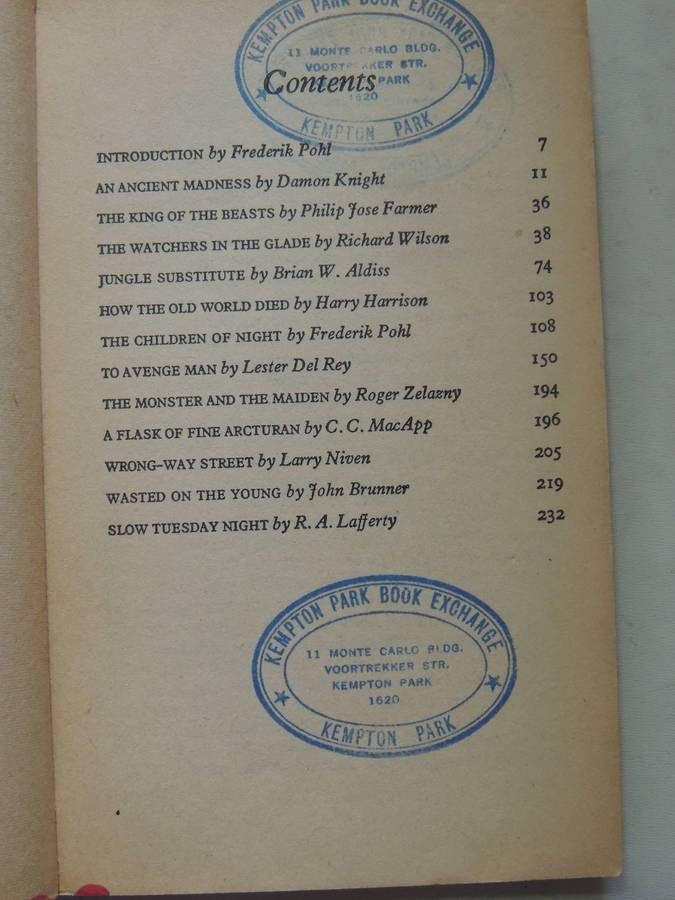 KEMPTON PARK BOOK EXCHANGE
11 MONTE CARLO BLDG.
VOORTREKKER STR.
PARK
1620
KEMPTON PARK
Contents
INTRODUCTION by Frederik Pohl 7
AN ANCIENT MADNESS by Damon Knight 11
THE KING OF THE BEASTS by Philip Jose Farmer 36
THE WATCHERS IN THE GLADE by Richard Wilson 38
JUNGLE SUBSTITUTE by Brian W. Aldiss 74
HOW THE OLD WORLD DIED by Harry Harrison 103
THE CHILDREN OF NIGHT by Frederik Pohl 108
TO AVENGE MAN by Lester Del Rey 150
THE MONSTER AND THE MAIDEN by Roger Zelazny 194
A FLASK OF FINE ARCTURAN by C. C. MacApp 196
WRONG-WAY STREET by Larry Niven 205
WASTED ON THE YOUNG by John Brunner 219
SLOW TUESDAY NIGHT by R. A. Lafferty 232
KEMPTON PARK BOOK EXCHANGE
11 MONTE CARLO BLDG.
VOORTREKKER STR.
KEMPTON PARK
1620
KEMPTON PARK